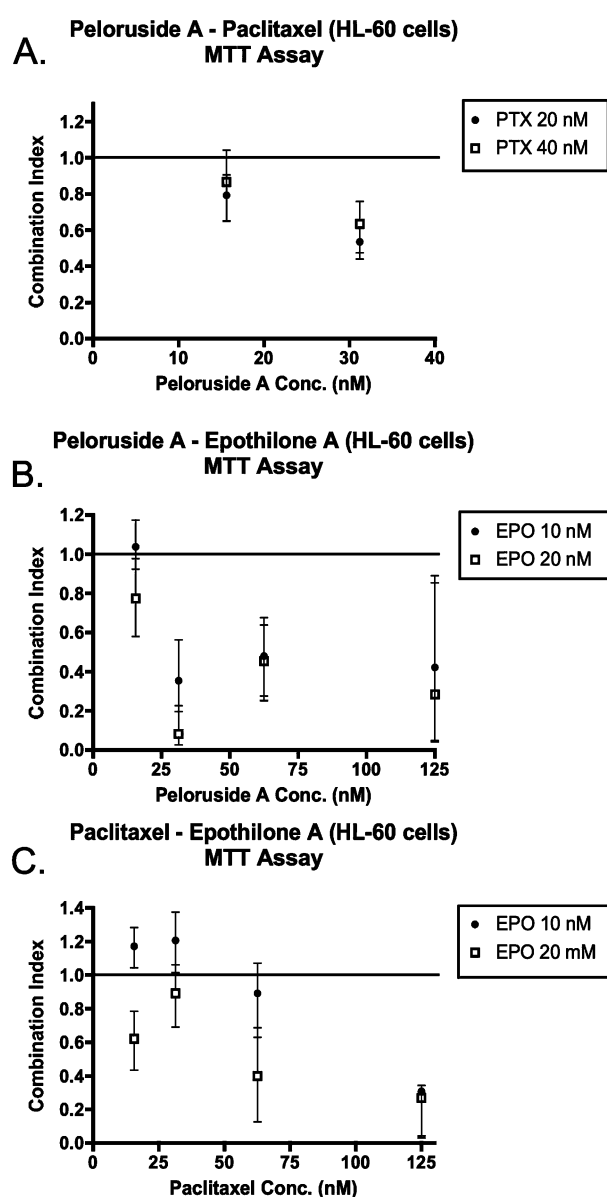 Peloruside A - Paclitaxel (HL-60 cells)
A.
MTT Assay
PTX 20 nM
PTX 40 nM
1.2
1.0
0.8
0.6
0.4
0.2
0.0
Combination Index
0 10 20 30 40
Peloruside A Conc. (nM)
Peloruside A - Epothilone A (HL-60 cells)
B.
MTT Assay
EPO 10 nM
EPO 20 nM
1.2
1.0
0.8
0.6
0.4
0.2
0.0
Combination Index
0 25 50 75 100 125
Peloruside A Conc. (nM)
Paclitaxel - Epothilone A (HL-60 cells)
C.
MTT Assay
EPO 10 nM
EPO 20 mM
1.4
1.2
1.0
0.8
0.6
0.4
0.2
0.0
Combination Index
0 25 50 75 100 125
Paclitaxel Conc. (nM)